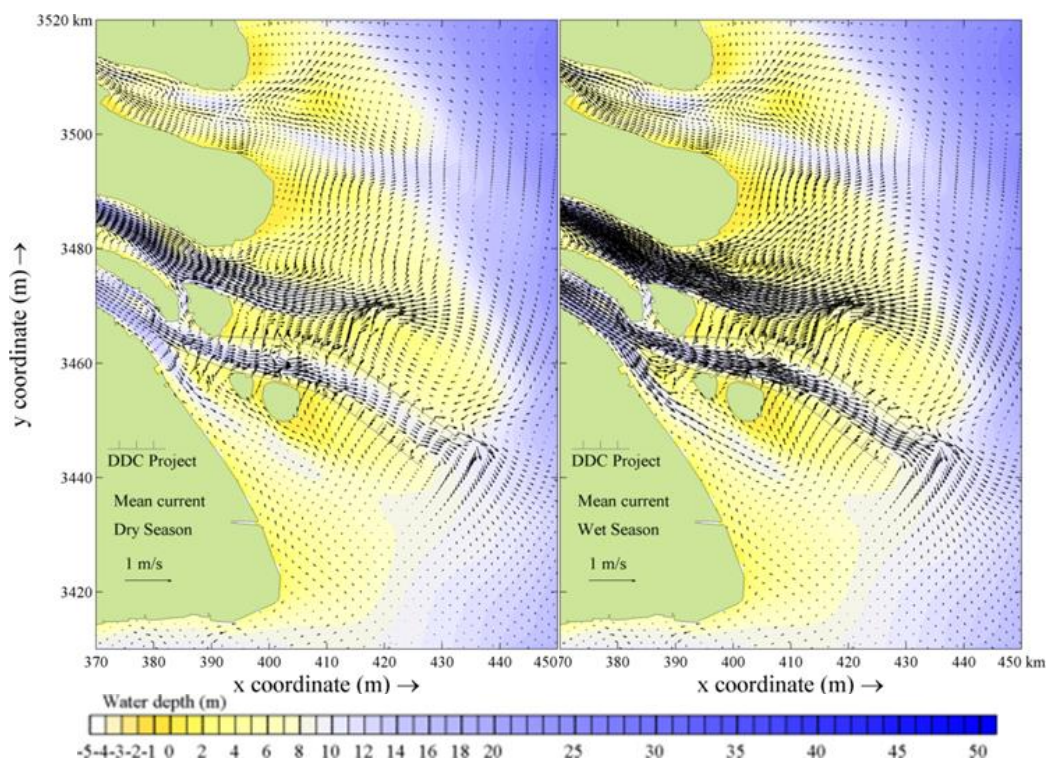 3520 km
3500
3480
3460
3440
3420
y coordinate (m) →
DDC Project
Mean current
Dry Season
1 m/s
DDC Project
Mean current
Wet Season
1 m/s
370 380 390 400 410 420 430 440 450
370 380 390 400 410 420 430 440 450 km
x coordinate (m) →
x coordinate (m) →
Water depth (m)
-5-4-3-2-1 0 2 4 6 8 10 12 14 16 18 20 25 30 35 40 45 50